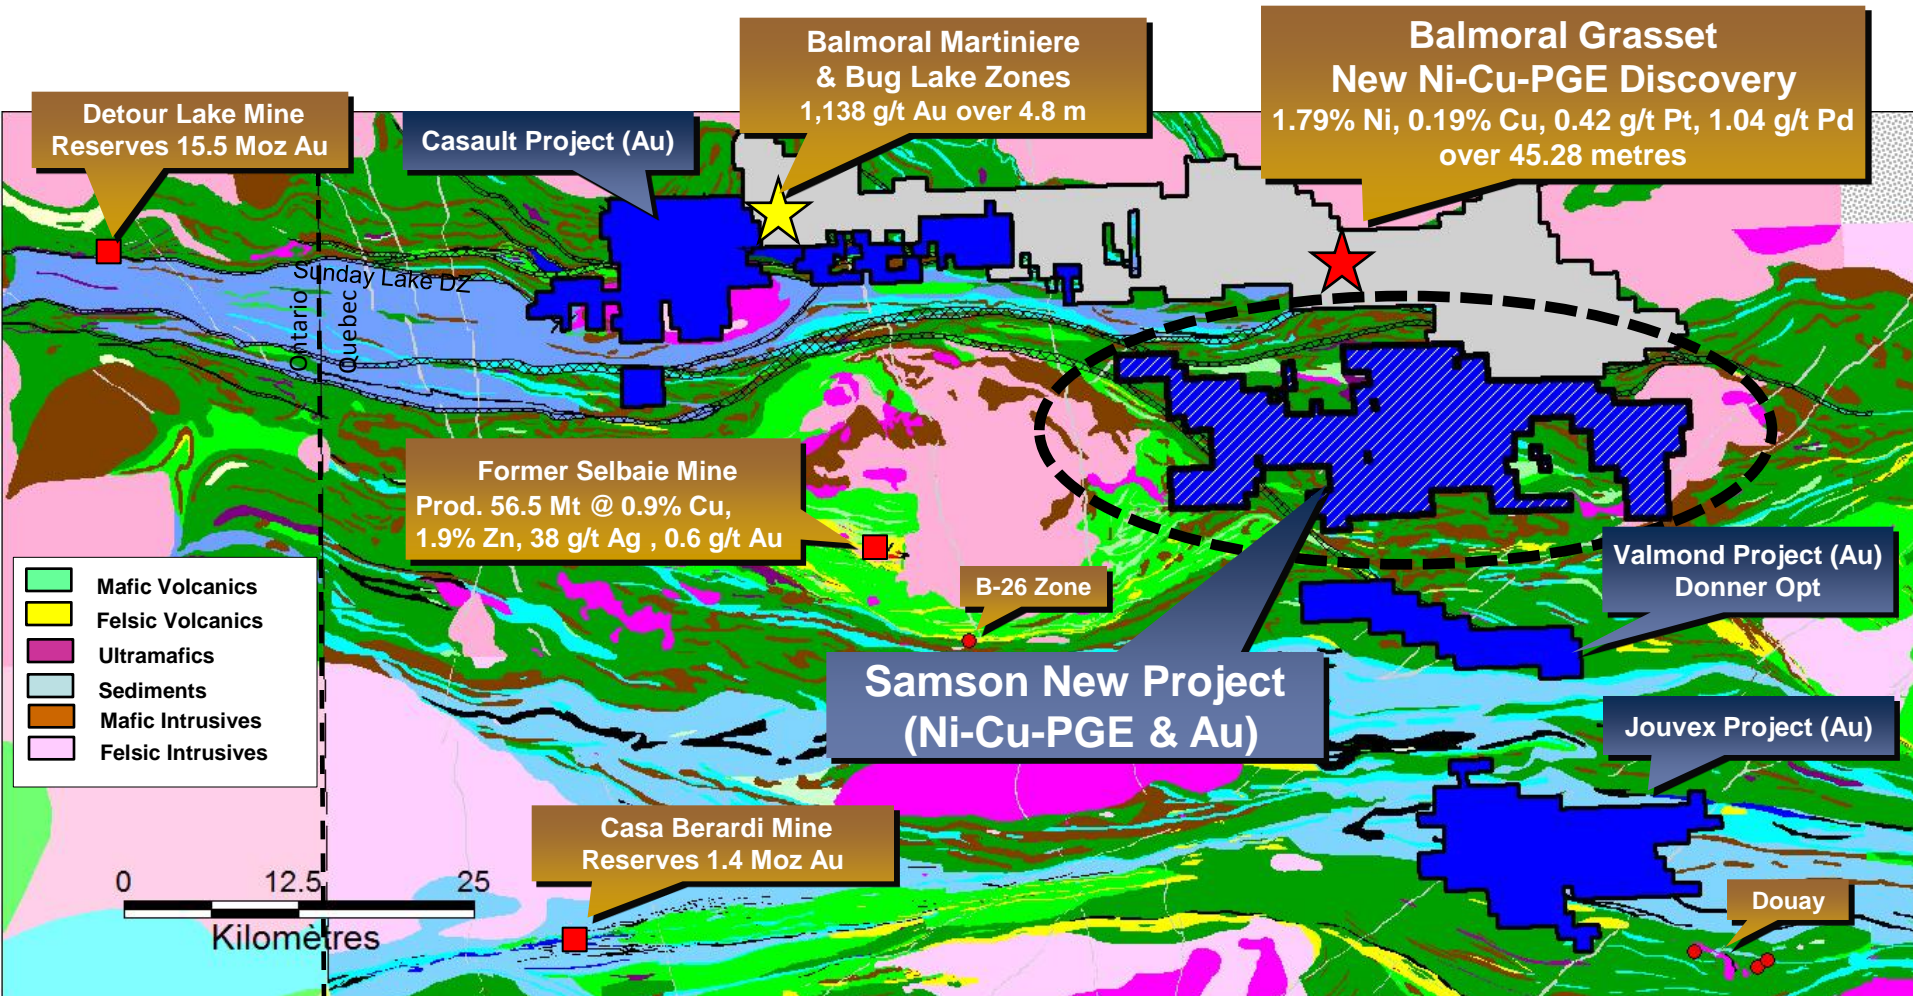 Balmoral Martiniere
& Bug Lake Zones
1,138 g/t Au over 4.8 m
Balmoral Grasset
New Ni-Cu-PGE Discovery
1.79% Ni, 0.19% Cu, 0.42 g/t Pt, 1.04 g/t Pd
over 45.28 metres
Detour Lake Mine
Reserves 15.5 Moz Au
Casault Project (Au)
Sunday Lake DZ
Ontario
Quebec
Former Selbaie Mine
Prod. 56.5 Mt @ 0.9% Cu,
1.9% Zn, 38 g/t Ag , 0.6 g/t Au
B-26 Zone
Valmond Project (Au)
Donner Opt
Mafic Volcanics
Felsic Volcanics
Ultramafics
Sediments
Mafic Intrusives
Felsic Intrusives
Samson New Project
(Ni-Cu-PGE & Au)
Jouvex Project (Au)
Casa Berardi Mine
Reserves 1.4 Moz Au
0 12.5 25
Kilomètres
Douay